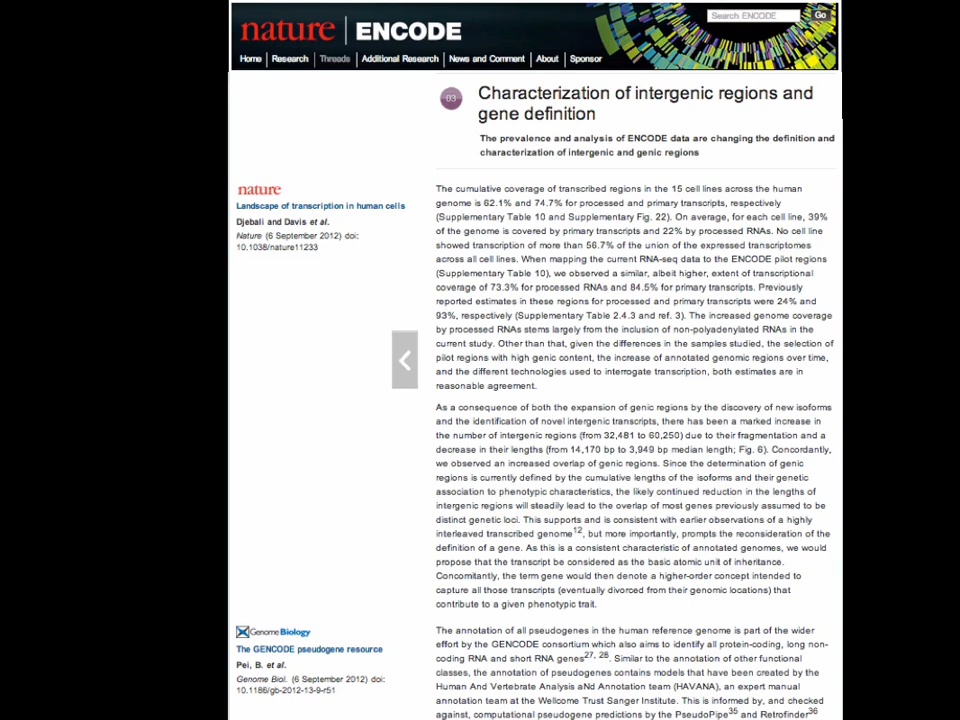 nature | ENCODE
Search ENCODE Go
Home | Research | Threads | Additional Research | News and Comment | About | Sponsor
03
Characterization of intergenic regions and
gene definition
The prevalence and analysis of ENCODE data are changing the definition and
characterization of intergenic and genic regions
nature
Landscape of transcription in human cells
Djebali and Davis et al.
Nature (6 September 2012) doi:
10.1038/nature11233
The cumulative coverage of transcribed regions in the 15 cell lines across the human
genome is 62.1% and 74.7% for processed and primary transcripts, respectively
(Supplementary Table 10 and Supplementary Fig. 22). On average, for each cell line, 39%
of the genome is covered by primary transcripts and 22% by processed RNAs. No cell line
showed transcription of more than 56.7% of the union of the expressed transcriptomes
across all cell lines. When mapping the current RNA-seq data to the ENCODE pilot regions
(Supplementary Table 10), we observed a similar, albeit higher, extent of transcriptional
coverage of 73.3% for processed RNAs and 84.5% for primary transcripts. Previously
reported estimates in these regions for processed and primary transcripts were 24% and
93%, respectively (Supplementary Table 2.4.3 and ref. 3). The increased genome coverage
by processed RNAs stems largely from the inclusion of non-polyadenylated RNAs in the
current study. Other than that, given the differences in the samples studied, the selection of
pilot regions with high genic content, the increase of annotated genomic regions over time,
and the different technologies used to interrogate transcription, both estimates are in
reasonable agreement.
As a consequence of both the expansion of genic regions by the discovery of new isoforms
and the identification of novel intergenic transcripts, there has been a marked increase in
the number of intergenic regions (from 32,481 to 60,250) due to their fragmentation and a
decrease in their lengths (from 14,170 bp to 3,949 bp median length; Fig. 6). Concordantly,
we observed an increased overlap of genic regions. Since the determination of genic
regions is currently defined by the cumulative lengths of the isoforms and their genetic
association to phenotypic characteristics, the likely continued reduction in the lengths of
intergenic regions will steadily lead to the overlap of most genes previously assumed to be
distinct genetic loci. This supports and is consistent with earlier observations of a highly
interleaved transcribed genome12, but more importantly, prompts the reconsideration of the
definition of a gene. As this is a consistent characteristic of annotated genomes, we would
propose that the transcript be considered as the basic atomic unit of inheritance.
Concomitantly, the term gene would then denote a higher-order concept intended to
capture all those transcripts (eventually divorced from their genomic locations) that
contribute to a given phenotypic trait.
Genome Biology
The GENCODE pseudogene resource
Pei, B. et al.
Genome Biol. (6 September 2012) doi:
10.1186/gb-2012-13-9-r51
The annotation of all pseudogenes in the human reference genome is part of the wider
effort by the GENCODE consortium which also aims to identify all protein-coding, long non-
coding RNA and short RNA genes27, 28. Similar to the annotation of other functional
classes, the annotation of pseudogenes contains models that have been created by the
Human And Vertebrate Analysis aNd Annotation team (HAVANA), an expert manual
annotation team at the Wellcome Trust Sanger Institute. This is informed by, and checked
against, computational pseudogene predictions by the PseudoPipe35 and Retrofinder36